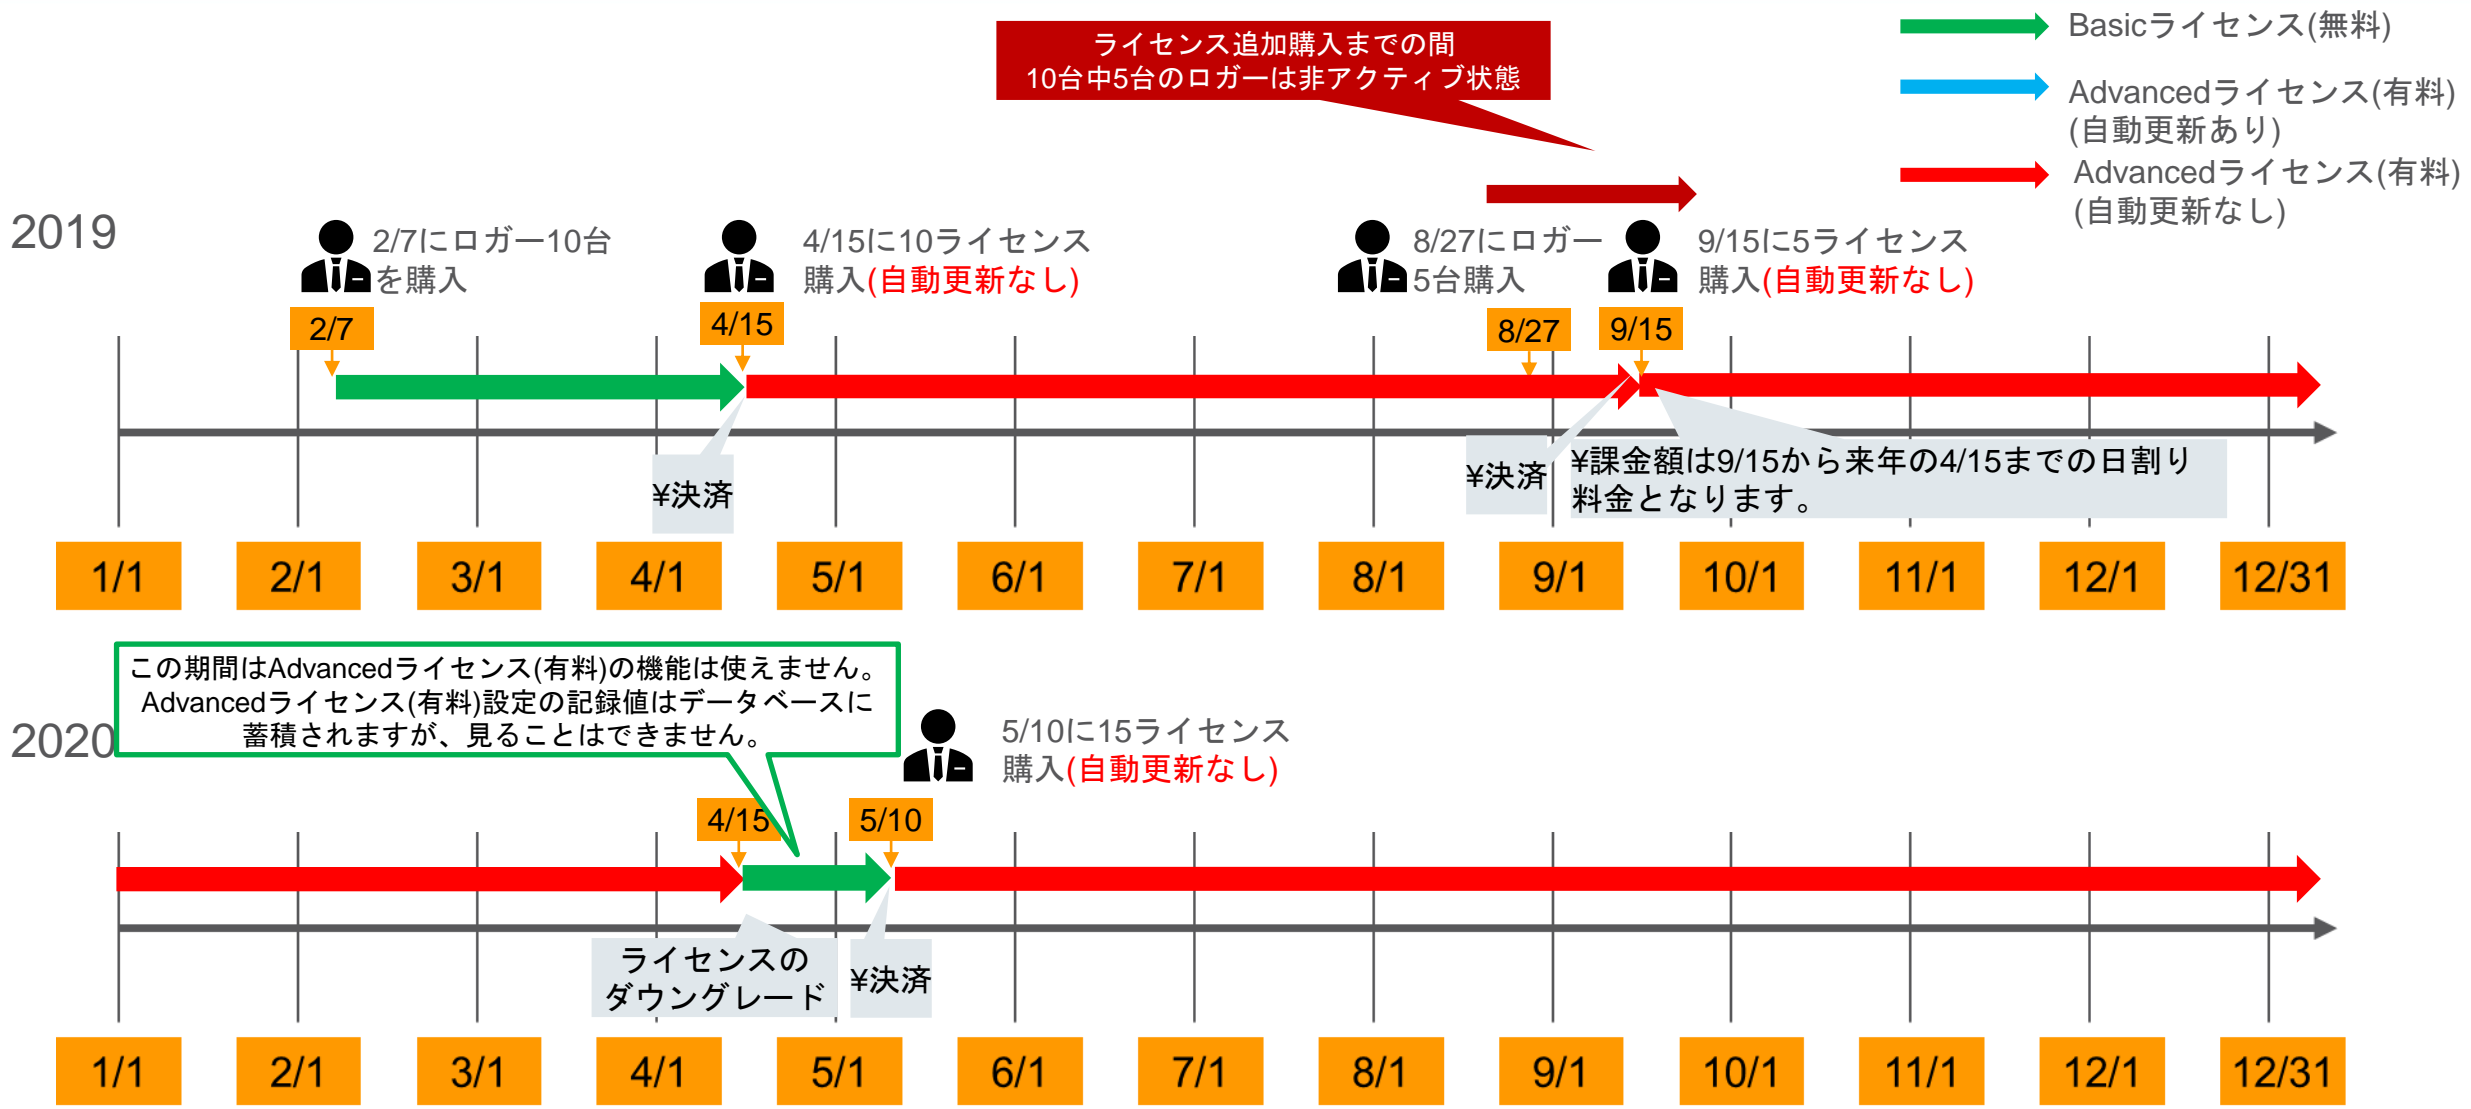 ライセンス追加購入までの間
10台中5台のロガーは非アクティブ状態
Basicライセンス(無料)
Advancedライセンス(有料)
(自動更新あり)
Advancedライセンス(有料)
(自動更新なし)
2019
2/7にロガー10台
を購入
4/15に10ライセンス
購入(自動更新なし)
8/27にロガー
5台購入
9/15に5ライセンス
購入(自動更新なし)
2/7
4/15
8/27
9/15
¥決済
¥決済
¥課金額は9/15から来年の4/15までの日割り
料金となります。
1/1
2/1
3/1
4/1
5/1
6/1
7/1
8/1
9/1
10/1
11/1
12/1
12/31
この期間はAdvancedライセンス(有料)の機能は使えません。
Advancedライセンス(有料)設定の記録値はデータベースに
蓄積されますが、見ることはできません。
2020
5/10に15ライセンス
購入(自動更新なし)
4/15
5/10
ライセンスの
ダウングレード
¥決済
1/1
2/1
3/1
4/1
5/1
6/1
7/1
8/1
9/1
10/1
11/1
12/1
12/31